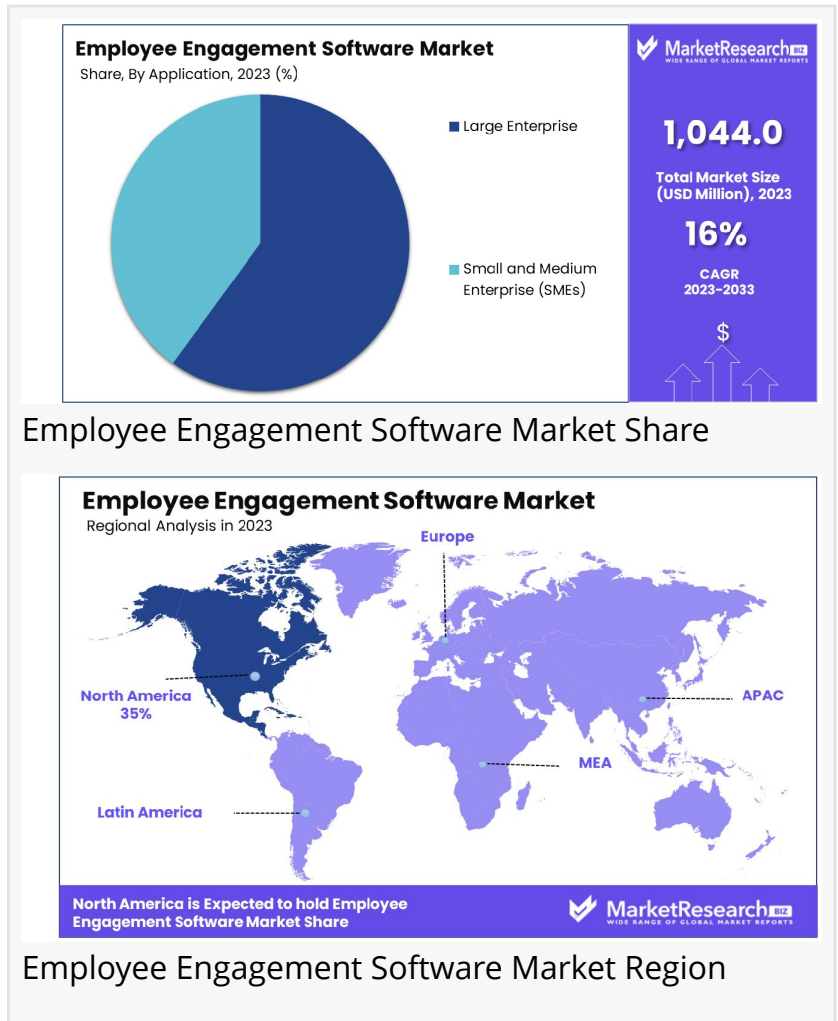 Employee Engagement Software Market
Share, By Application, 2023 (%)
Large Enterprise
Small and Medium
Enterprise (SMEs)
MarketResearch BIZ
WIDE RANGE OF GLOBAL MARKET REPORTS
1,044.0
Total Market Size
(USD Million), 2023
16%
CAGR
2023-2033
$
Employee Engagement Software Market Share
Employee Engagement Software Market
Regional Analysis in 2023
Europe
North America
35%
APAC
MEA
Latin America
North America is Expected to hold Employee
Engagement Software Market Share
MarketResearch BIZ
WIDE RANGE OF GLOBAL MARKET REPORTS
Employee Engagement Software Market Region